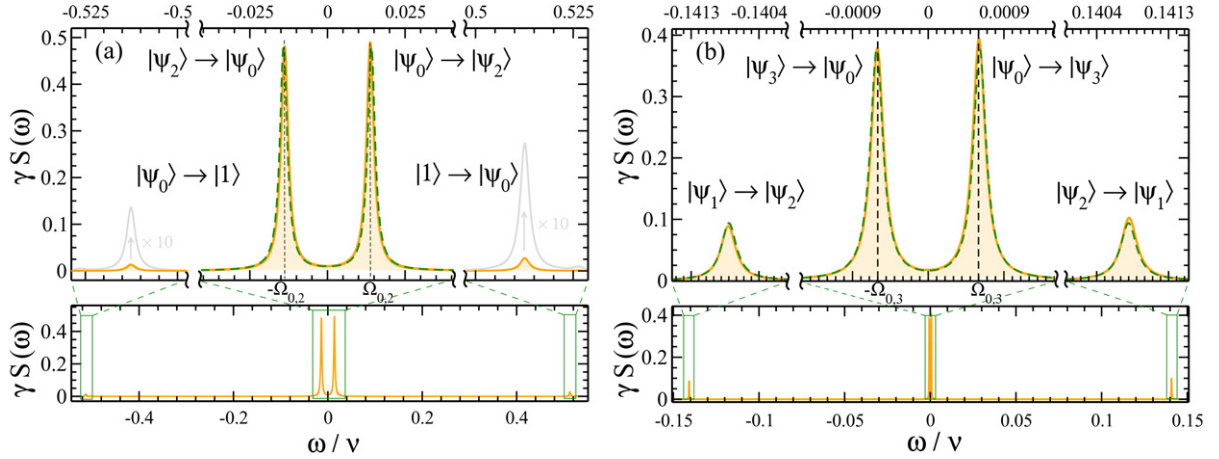 -0.525 -0.5 -0.025 0 0.025 0.5 0.525
(a)
|ψ2⟩ → |ψ0⟩ |ψ0⟩ → |ψ2⟩
|ψ0⟩ → |1⟩ |1⟩ → |ψ0⟩
× 10 × 10
0.5
0.4
0.3
0.2
0.1
0
γ S(ω)
-Ω0,2 Ω0,2
0.4
0.2
0
γ S(ω)
-0.4 -0.2 0 0.2 0.4
ω / ν
-0.1413 -0.1404 -0.0009 0 0.0009 0.1404 0.1413
(b)
|ψ3⟩ → |ψ0⟩ |ψ0⟩ → |ψ3⟩
|ψ1⟩ → |ψ2⟩ |ψ2⟩ → |ψ1⟩
0.4
0.3
0.2
0.1
0
γ S(ω)
-Ω0,3 Ω0,3
0.4
0.2
0
γ S(ω)
-0.15 -0.1 -0.05 0 0.05 0.1 0.15
ω / ν